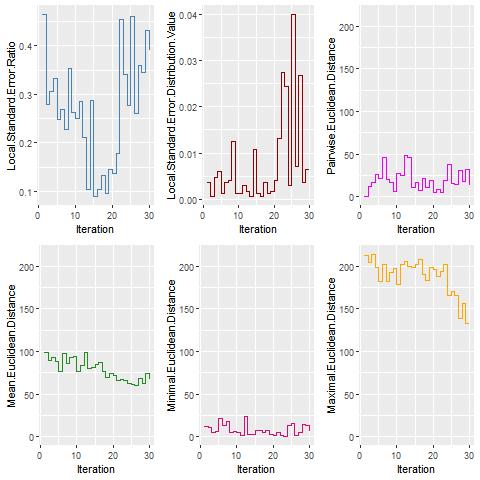 Local.Standard.Error.Ratio
0.4
0.3
0.2
0.1
0 10 20 30
Iteration
Local.Standard.Error.Distribution.Value
0.04
0.03
0.02
0.01
0.00
0 10 20 30
Iteration
Pairwise.Euclidean.Distance
200
150
100
50
0
0 10 20 30
Iteration
Mean.Euclidean.Distance
200
150
100
50
0
0 10 20 30
Iteration
Minimal.Euclidean.Distance
200
150
100
50
0
0 10 20 30
Iteration
Maximal.Euclidean.Distance
200
150
100
50
0
0 10 20 30
Iteration